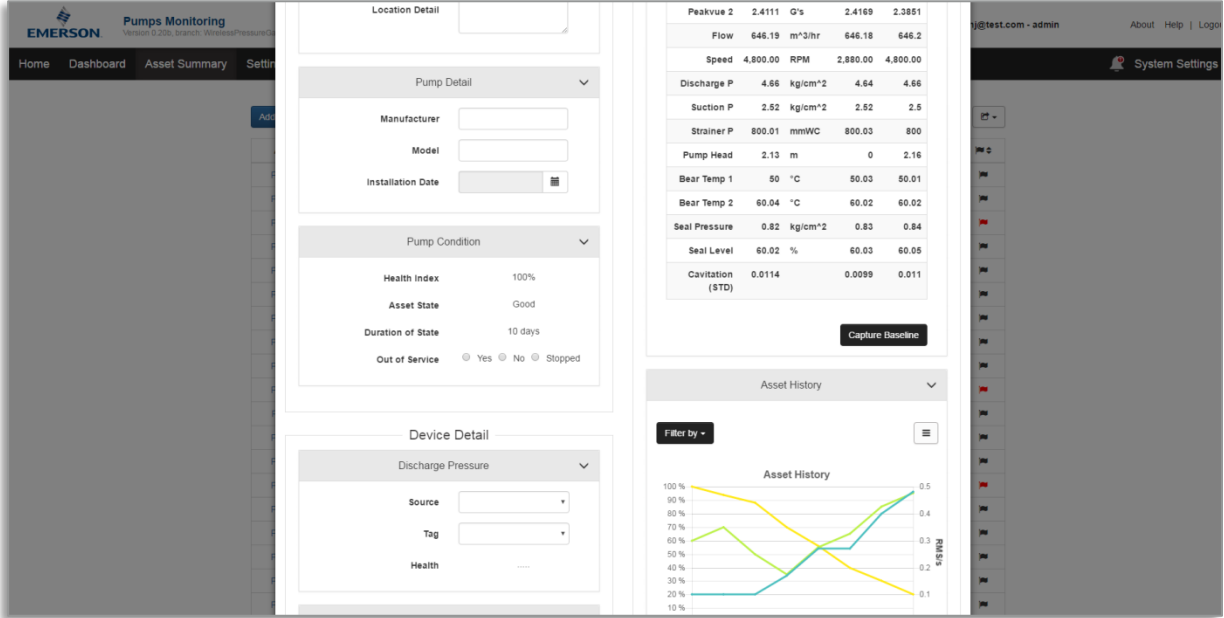 EMERSON
Pumps Monitoring
Version 0.20b, branch: WirelessPressureGa
j@test.com - admin
About Help | Logou
Home Dashboard Asset Summary Settin
System Settings
Add
Location Detail
Pump Detail
Manufacturer
Model
Installation Date
Pump Condition
Health Index 100%
Asset State Good
Duration of State 10 days
Out of Service Yes No Stopped
Device Detail
Discharge Pressure
Source
Tag
Health -----
Peakvue 2 2.4111 G's 2.4169 2.3851
Flow 646.19 m^3/hr 646.18 646.2
Speed 4,800.00 RPM 2,880.00 4,800.00
Discharge P 4.66 kg/cm^2 4.64 4.66
Suction P 2.52 kg/cm^2 2.52 2.5
Strainer P 800.01 mmWC 800.03 800
Pump Head 2.13 m 0 2.16
Bear Temp 1 50 °C 50.03 50.01
Bear Temp 2 60.04 °C 60.02 60.02
Seal Pressure 0.82 kg/cm^2 0.83 0.84
Seal Level 60.02 % 60.03 60.05
Cavitation 0.0114 0.0099 0.011
(STD)
Capture Baseline
Asset History
Filter by
Asset History
100 % 0.5
90 %
80 % 0.4
70 %
60 % 0.3
50 %
40 % 0.2
30 %
20 % 0.1
10 %
RMS/s